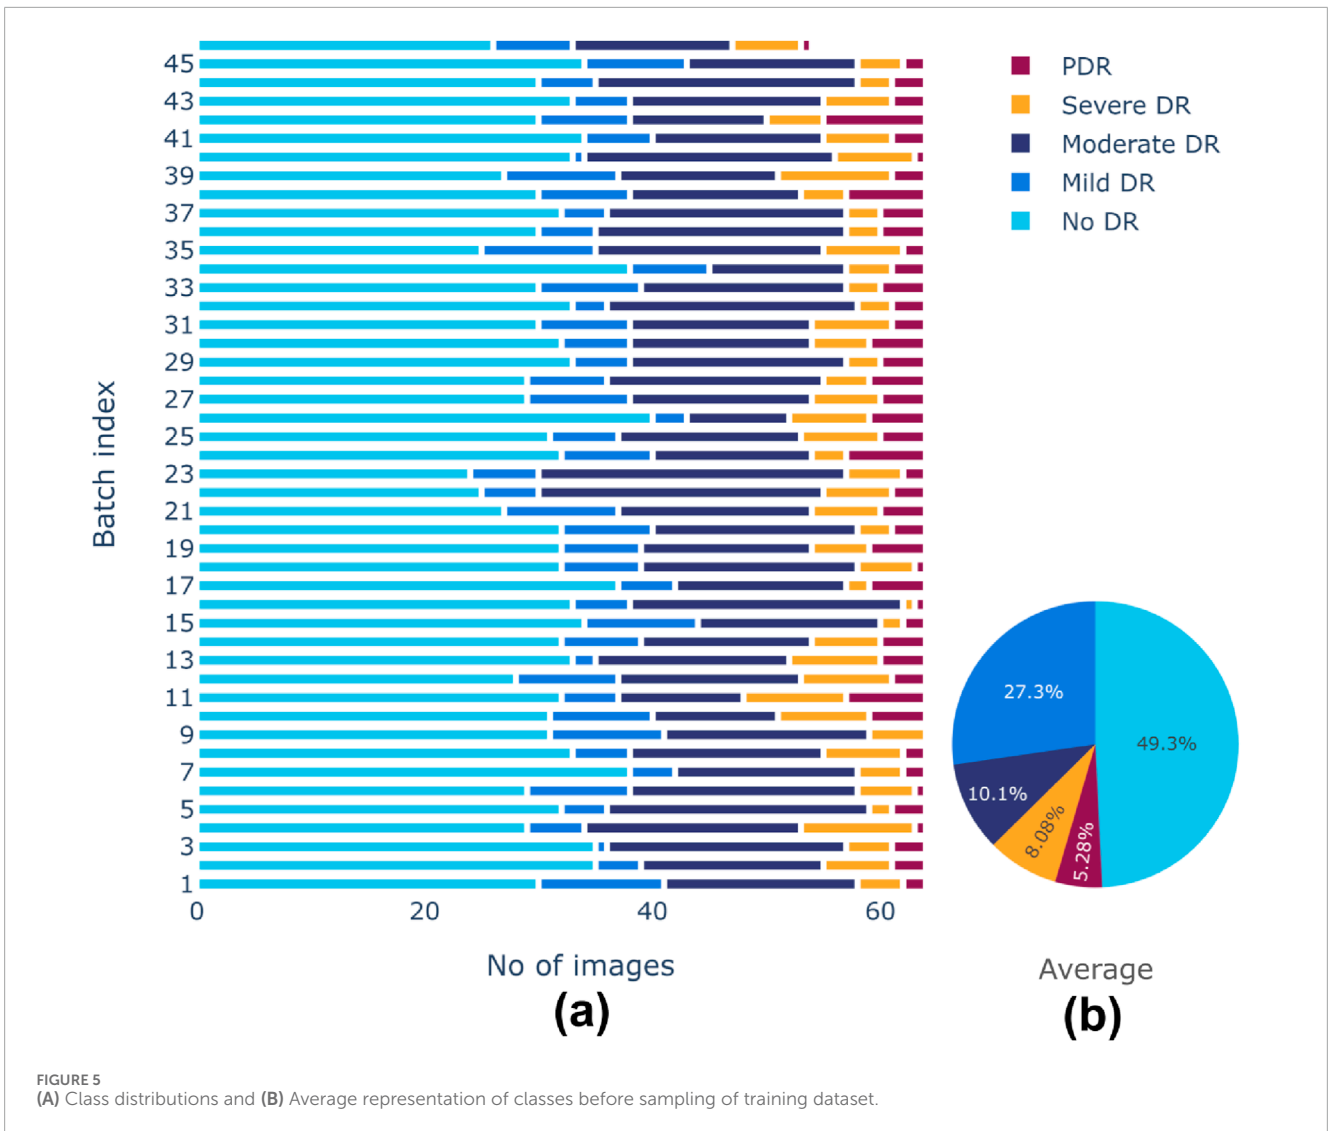 45
43
41
39
37
35
33
31
29
27
25
23
21
19
17
15
13
11
9
7
5
3
1
Batch index
0 20 40 60
No of images
(a)
PDR
Severe DR
Moderate DR
Mild DR
No DR
27.3%
49.3%
10.1%
8.08%
5.28%
Average
(b)
FIGURE 5
(A) Class distributions and (B) Average representation of classes before sampling of training dataset.